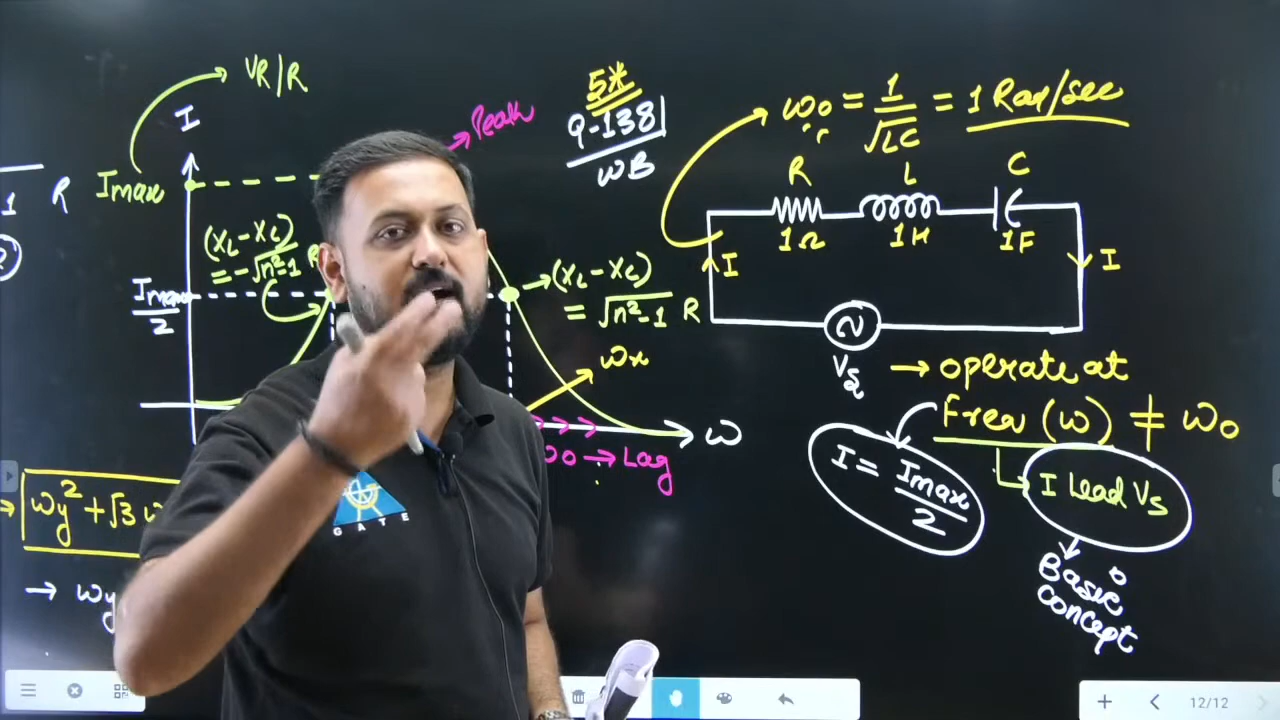 VR/R
I
Imax
1 R
(XL-XC)
= -√n²-1 R
Imax
2
Peak
5*
Q-138
WB
ω0 = 1/√LC = 1 Rad/sec
R L C
1Ω 1H 1F
I I
→(XL-XC)
= √n²-1 R
ωx
Vs → operate at
Freq (ω) ≠ ω0
ω
→ Lag
I = Imax/2
I Lead Vs
Basic
concept
→ ωy² + √3 ω
→ ωy
GATE
12/12